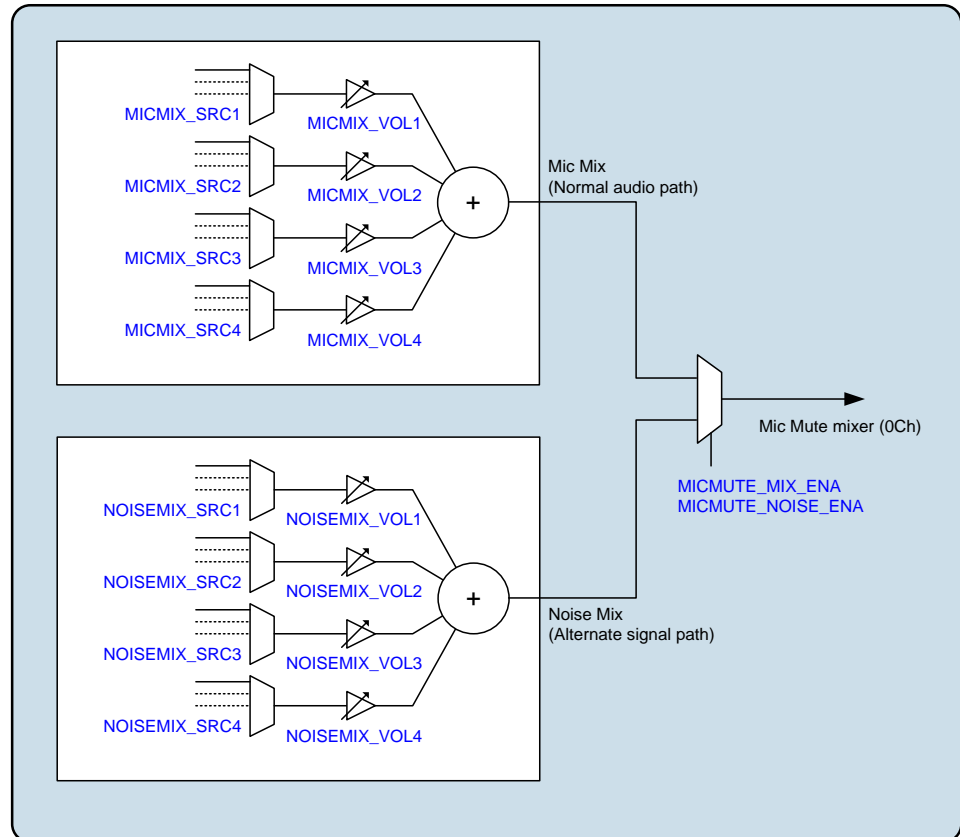 MICMIX_SRC1
MICMIX_VOL1
MICMIX_SRC2
MICMIX_VOL2
MICMIX_SRC3
MICMIX_VOL3
MICMIX_SRC4
MICMIX_VOL4
+
Mic Mix
(Normal audio path)
Mic Mute mixer (0Ch)
MICMUTE_MIX_ENA
MICMUTE_NOISE_ENA
NOISEMIX_SRC1
NOISEMIX_VOL1
NOISEMIX_SRC2
NOISEMIX_VOL2
NOISEMIX_SRC3
NOISEMIX_VOL3
NOISEMIX_SRC4
NOISEMIX_VOL4
+
Noise Mix
(Alternate signal path)